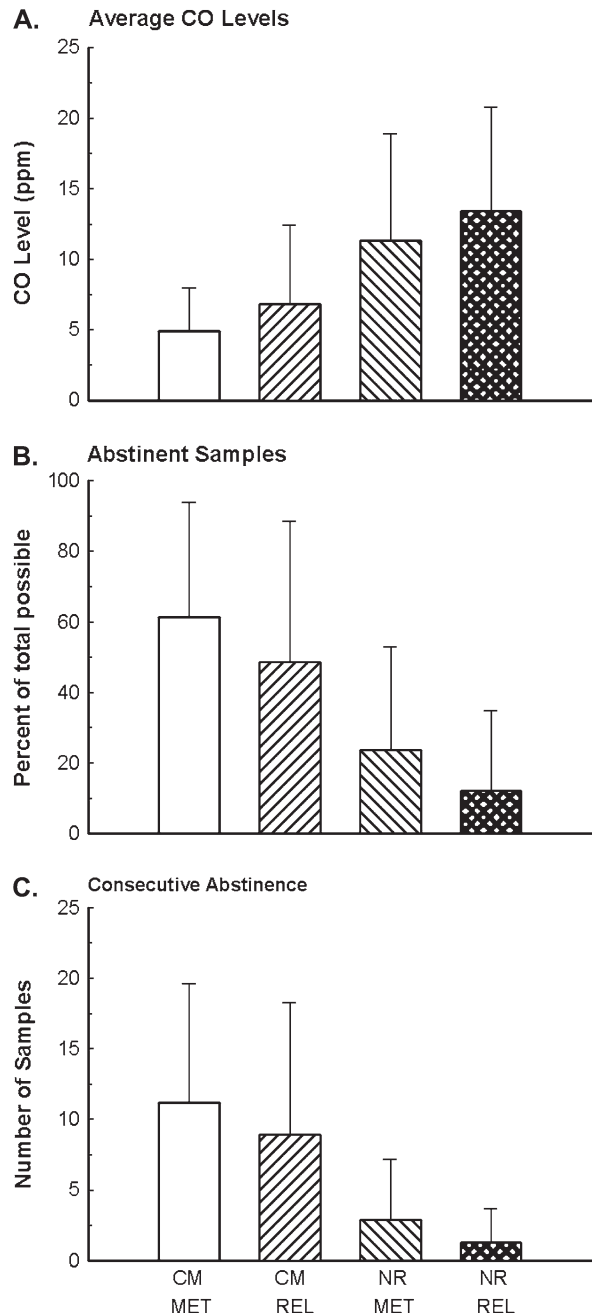 A. Average CO Levels
25
20
15
10
5
0
CO Level (ppm)
B. Abstinent Samples
100
80
60
40
20
0
Percent of total possible
C. Consecutive Abstinence
25
20
15
10
5
0
Number of Samples
CM CM NR NR
MET REL MET REL